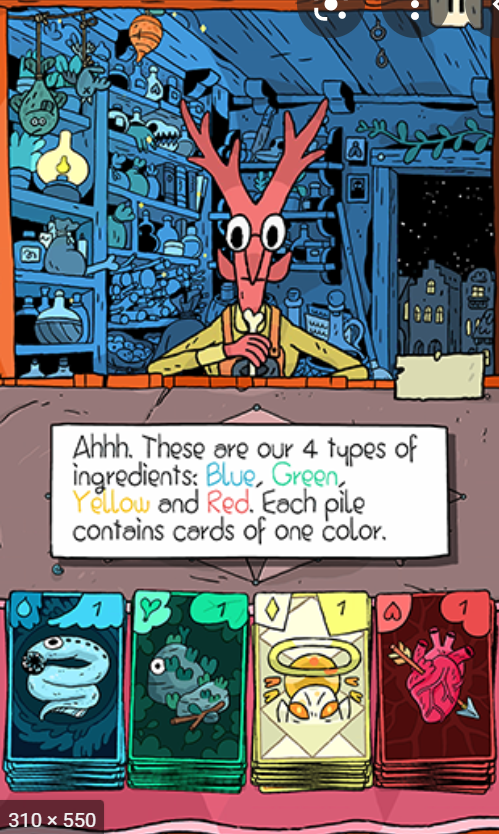 Ahhh. These are our 4 types of
ingredients: Blue, Green,
Yellow and Red. Each pile
contains cards of one color.
1 1 1 1
310 × 550